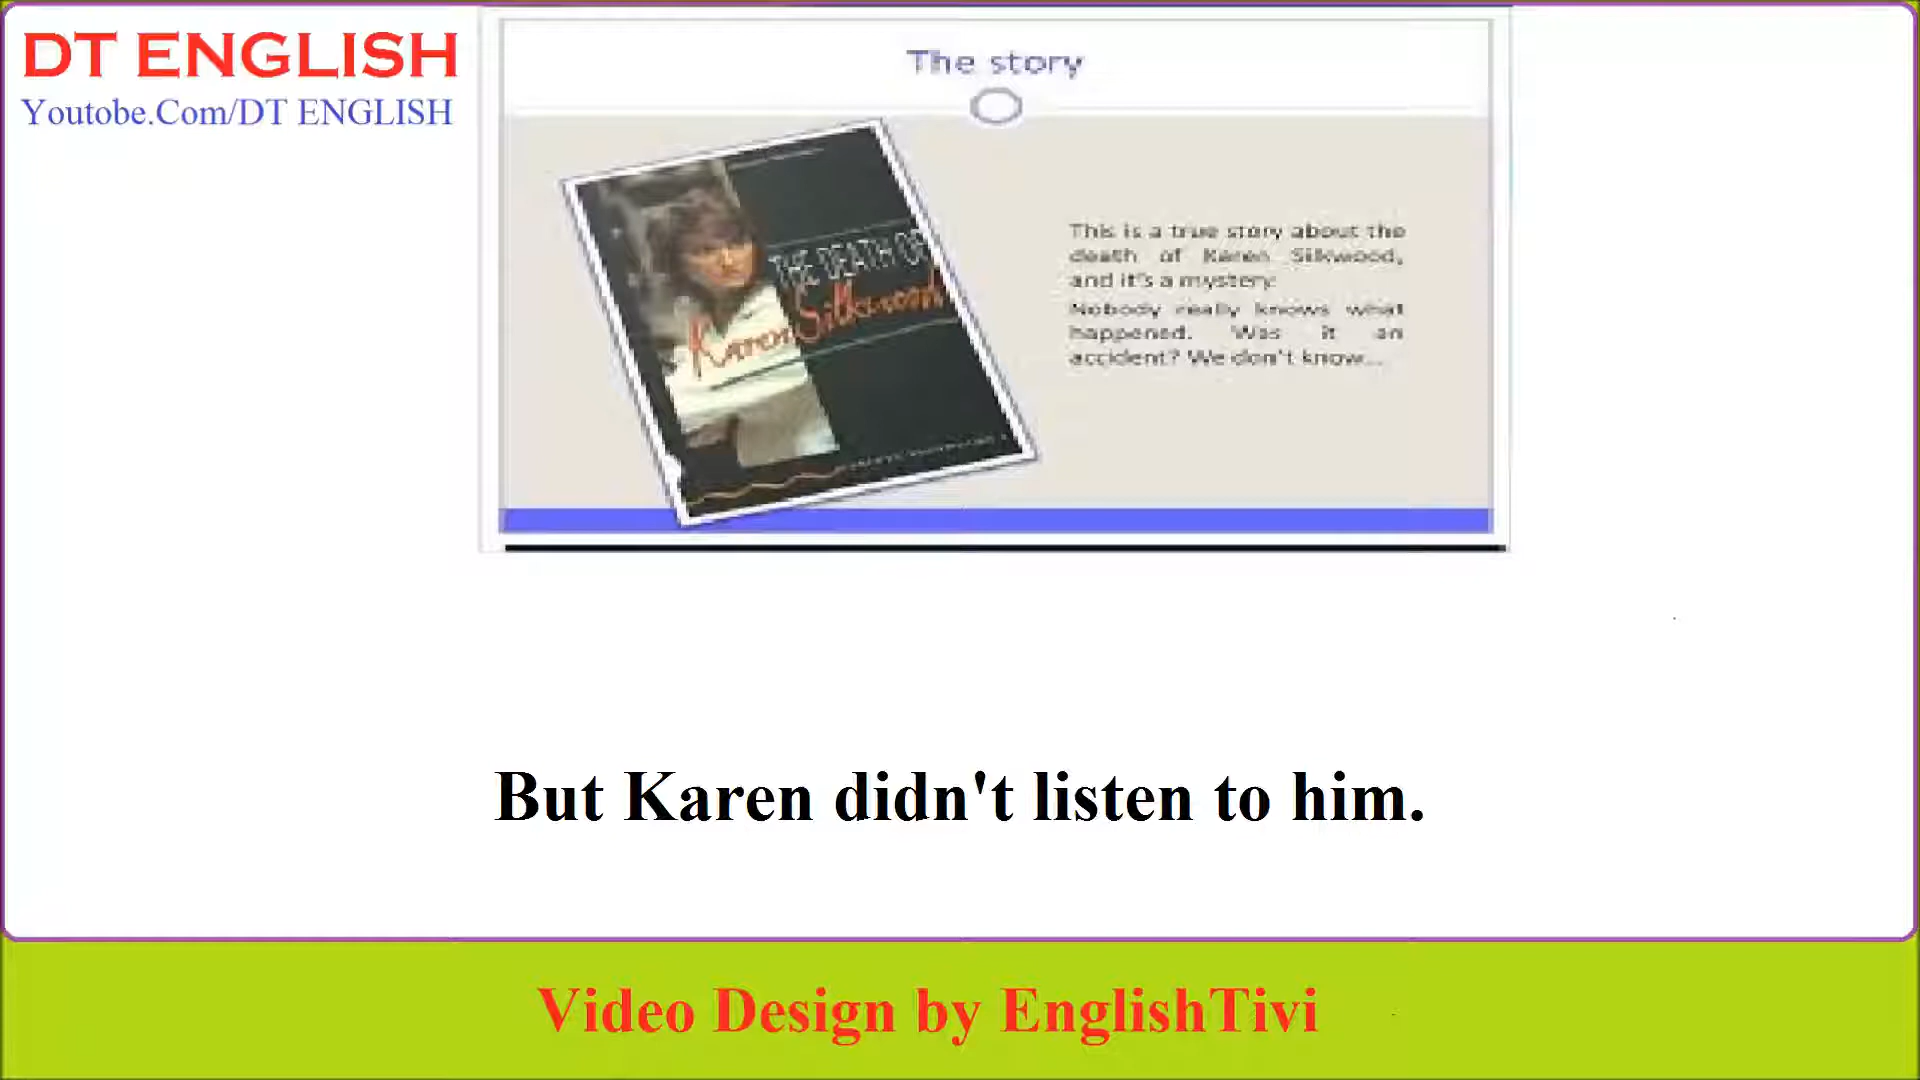 DT ENGLISH
Youtobe.Com/DT ENGLISH
The story
THE DEATH OF
Karen Silkwood
This is a true story about the
death of Karen Silkwood,
and it's a mystery.
Nobody really knows what
happened. Was it an
accident? We don't know...
But Karen didn't listen to him.
Video Design by EnglishTivi